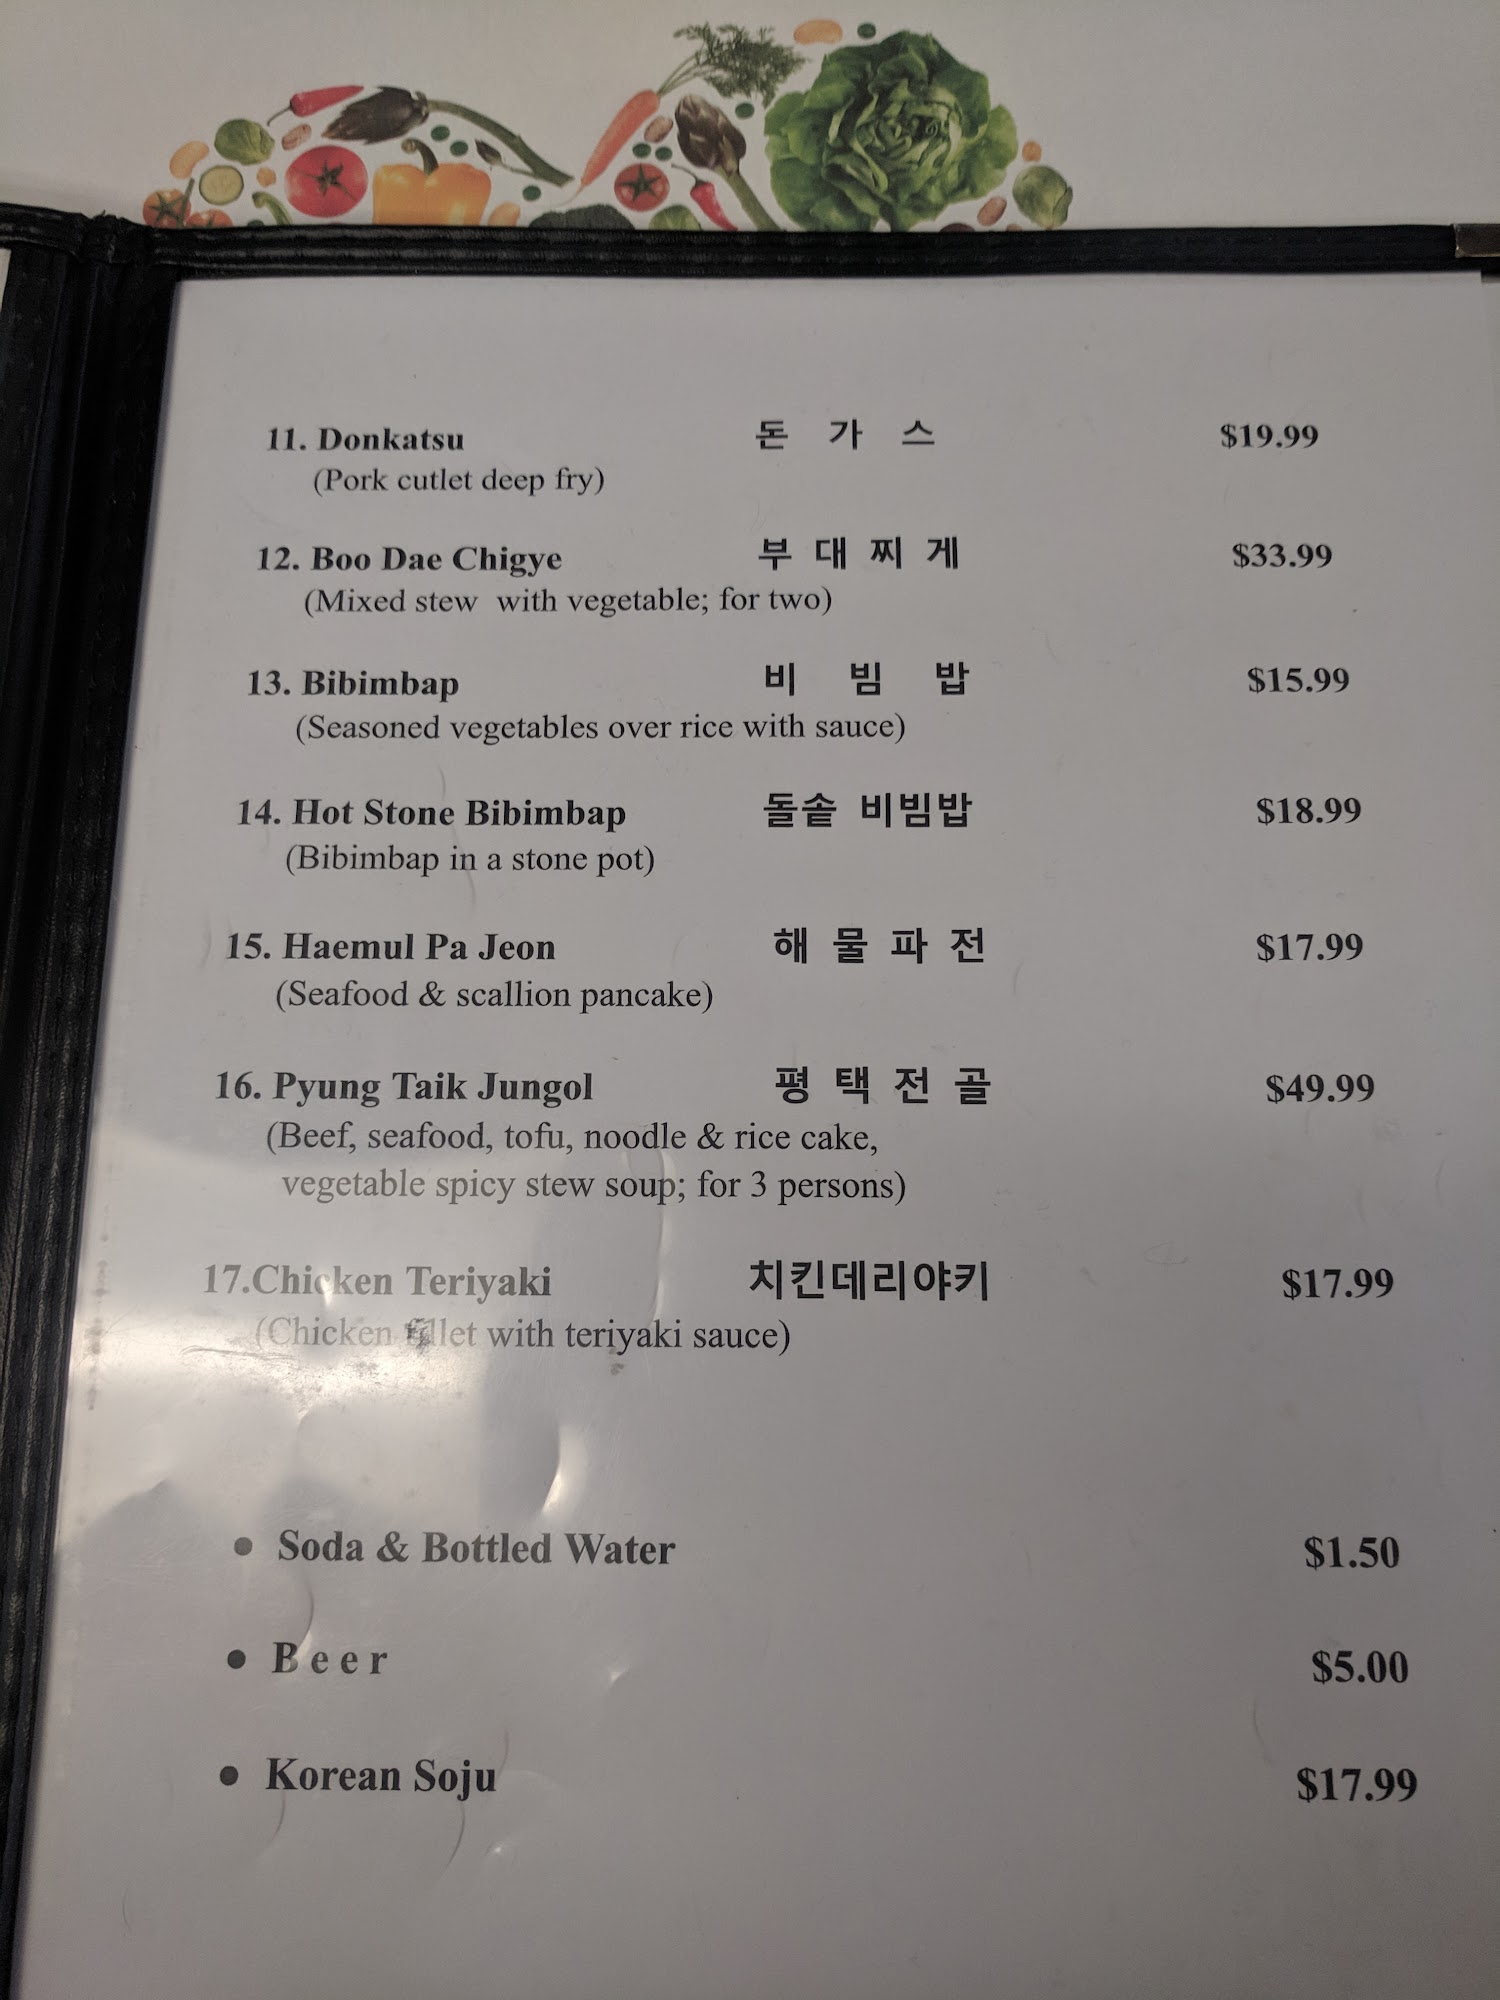 11. Donkatsu 돈 가 스 $19.99
(Pork cutlet deep fry)
12. Boo Dae Chigye 부 대 찌 게 $33.99
(Mixed stew with vegetable; for two)
13. Bibimbap 비 빔 밥 $15.99
(Seasoned vegetables over rice with sauce)
14. Hot Stone Bibimbap 돌솥 비빔밥 $18.99
(Bibimbap in a stone pot)
15. Haemul Pa Jeon 해 물 파 전 $17.99
(Seafood & scallion pancake)
16. Pyung Taik Jungol 평 택 전 골 $49.99
(Beef, seafood, tofu, noodle & rice cake,
vegetable spicy stew soup; for 3 persons)
17.Chicken Teriyaki 치킨데리야키 $17.99
(Chicken fillet with teriyaki sauce)
• Soda & Bottled Water $1.50
• Beer $5.00
• Korean Soju $17.99